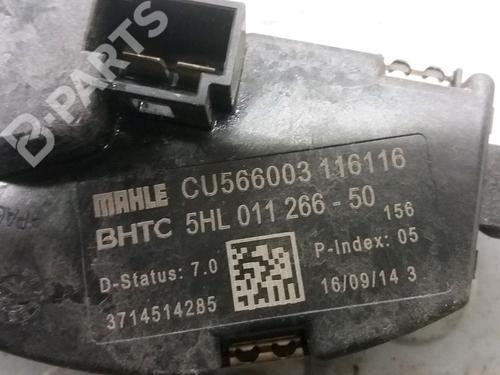 B-PARTS
MAHLE CU566003 116116
BHTC 5HL 011 266 - 50 156
D-Status: 7.0 P-Index: 05
3714514285 16/09/14 3